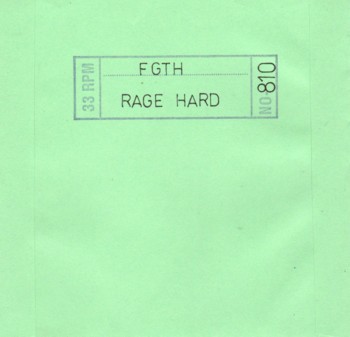 33 RPM
FGTH
RAGE HARD
NO. 810